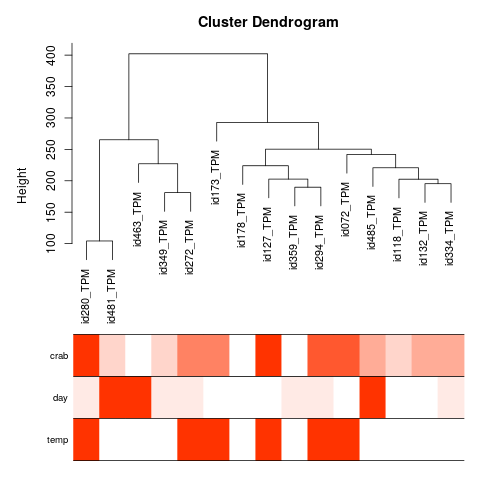 Cluster Dendrogram
Height
400
350
300
250
200
150
100
id280_TPM
id481_TPM
id463_TPM
id349_TPM
id272_TPM
id173_TPM
id178_TPM
id127_TPM
id359_TPM
id294_TPM
id072_TPM
id485_TPM
id118_TPM
id132_TPM
id334_TPM
crab
day
temp